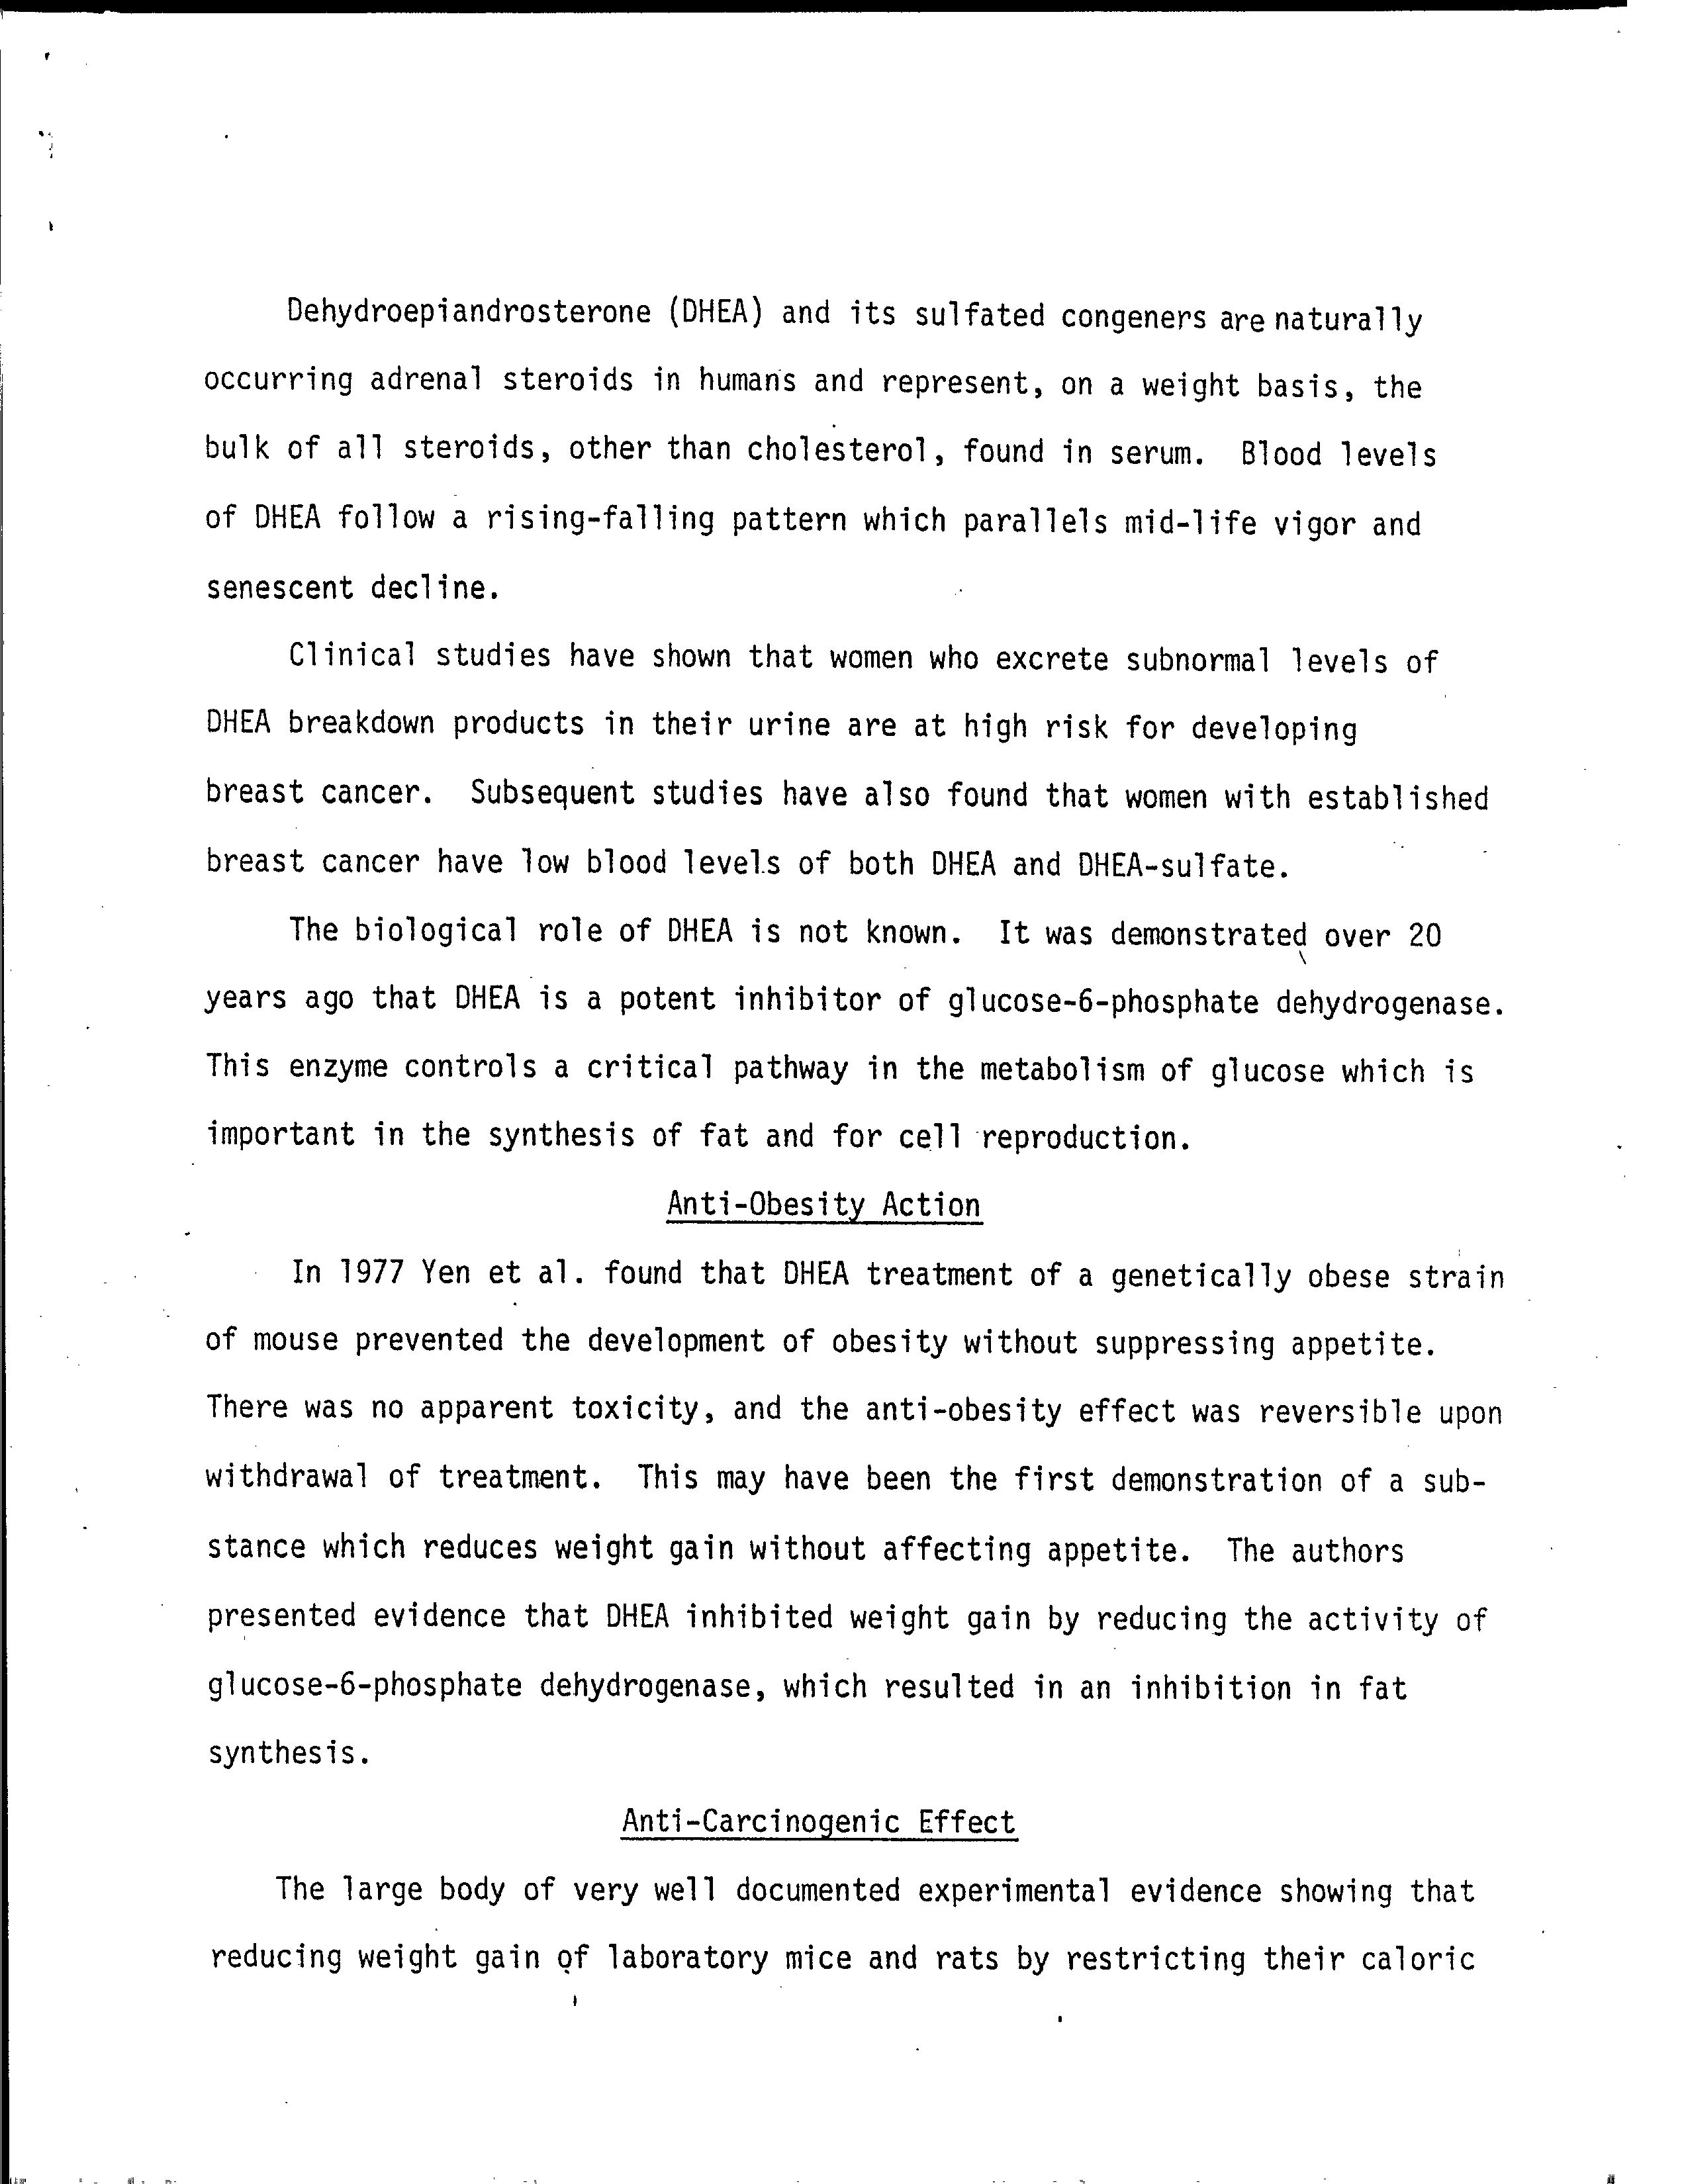 Dehydroepiandrosterone (DHEA) and its sulfated congeners are naturally
occurring adrenal steroids in humans and represent, on a weight basis, the
bulk of all steroids, other than cholesterol, found in serum. Blood levels
of DHEA follow a rising-falling pattern which parallels mid-life vigor and
senescent decline.
Clinical studies have shown that women who excrete subnormal levels of
DHEA breakdown products in their urine are at high risk for developing
breast cancer. Subsequent studies have also found that women with established
breast cancer have low blood levels of both DHEA and DHEA-sulfate.
The biological role of DHEA is not known. It was demonstrated over 20
years ago that DHEA is a potent inhibitor of glucose-6-phosphate dehydrogenase.
This enzyme controls a critical pathway in the metabolism of glucose which is
important in the synthesis of fat and for cell reproduction.
Anti-Obesity Action
In 1977 Yen et al. found that DHEA treatment of a genetically obese strain
of mouse prevented the development of obesity without suppressing appetite.
There was no apparent toxicity, and the anti-obesity effect was reversible upon
withdrawal of treatment. This may have been the first demonstration of a sub-
stance which reduces weight gain without affecting appetite. The authors
presented evidence that DHEA inhibited weight gain by reducing the activity of
glucose-6-phosphate dehydrogenase, which resulted in an inhibition in fat
synthesis.
Anti-Carcinogenic Effect
The large body of very well documented experimental evidence showing that
reducing weight gain of laboratory mice and rats by restricting their caloric